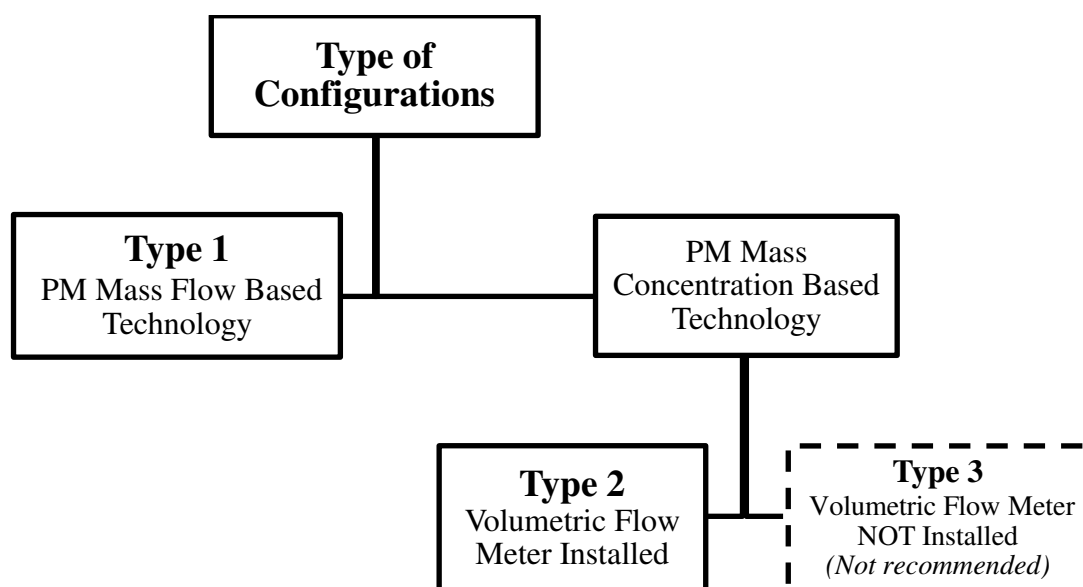 Type of
Configurations
Type 1
PM Mass Flow Based
Technology
PM Mass
Concentration Based
Technology
Type 2
Volumetric Flow
Meter Installed
Type 3
Volumetric Flow Meter
NOT Installed
(Not recommended)